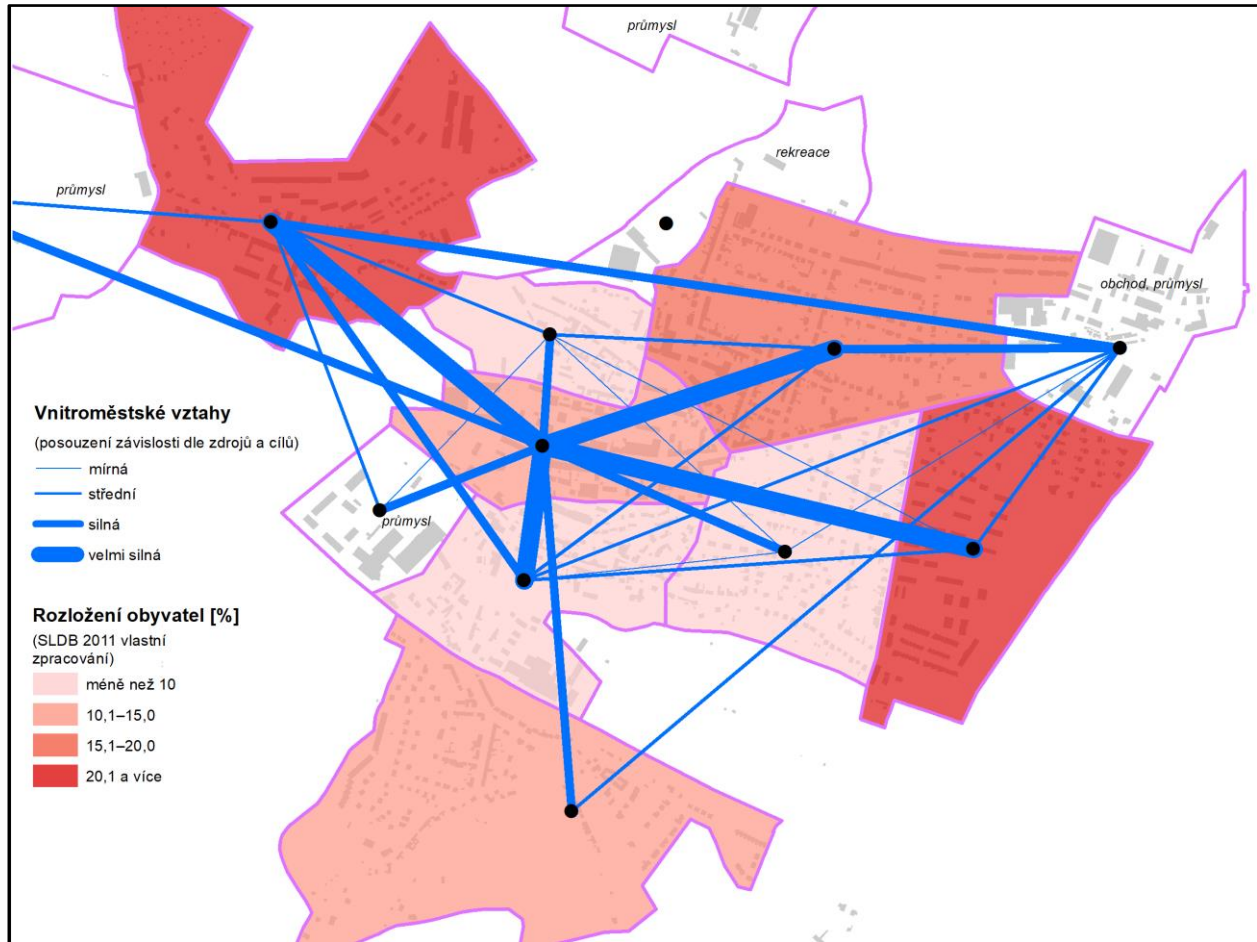 průmysl
rekreace
průmysl
obchod, průmysl
Vnitroměstské vztahy
(posouzení závislosti dle zdrojů a cílů)
mírná
střední
silná
velmi silná
průmysl
Rozložení obyvatel [%]
(SLDB 2011 vlastní
zpracování)
méně než 10
10,1–15,0
15,1–20,0
20,1 a více